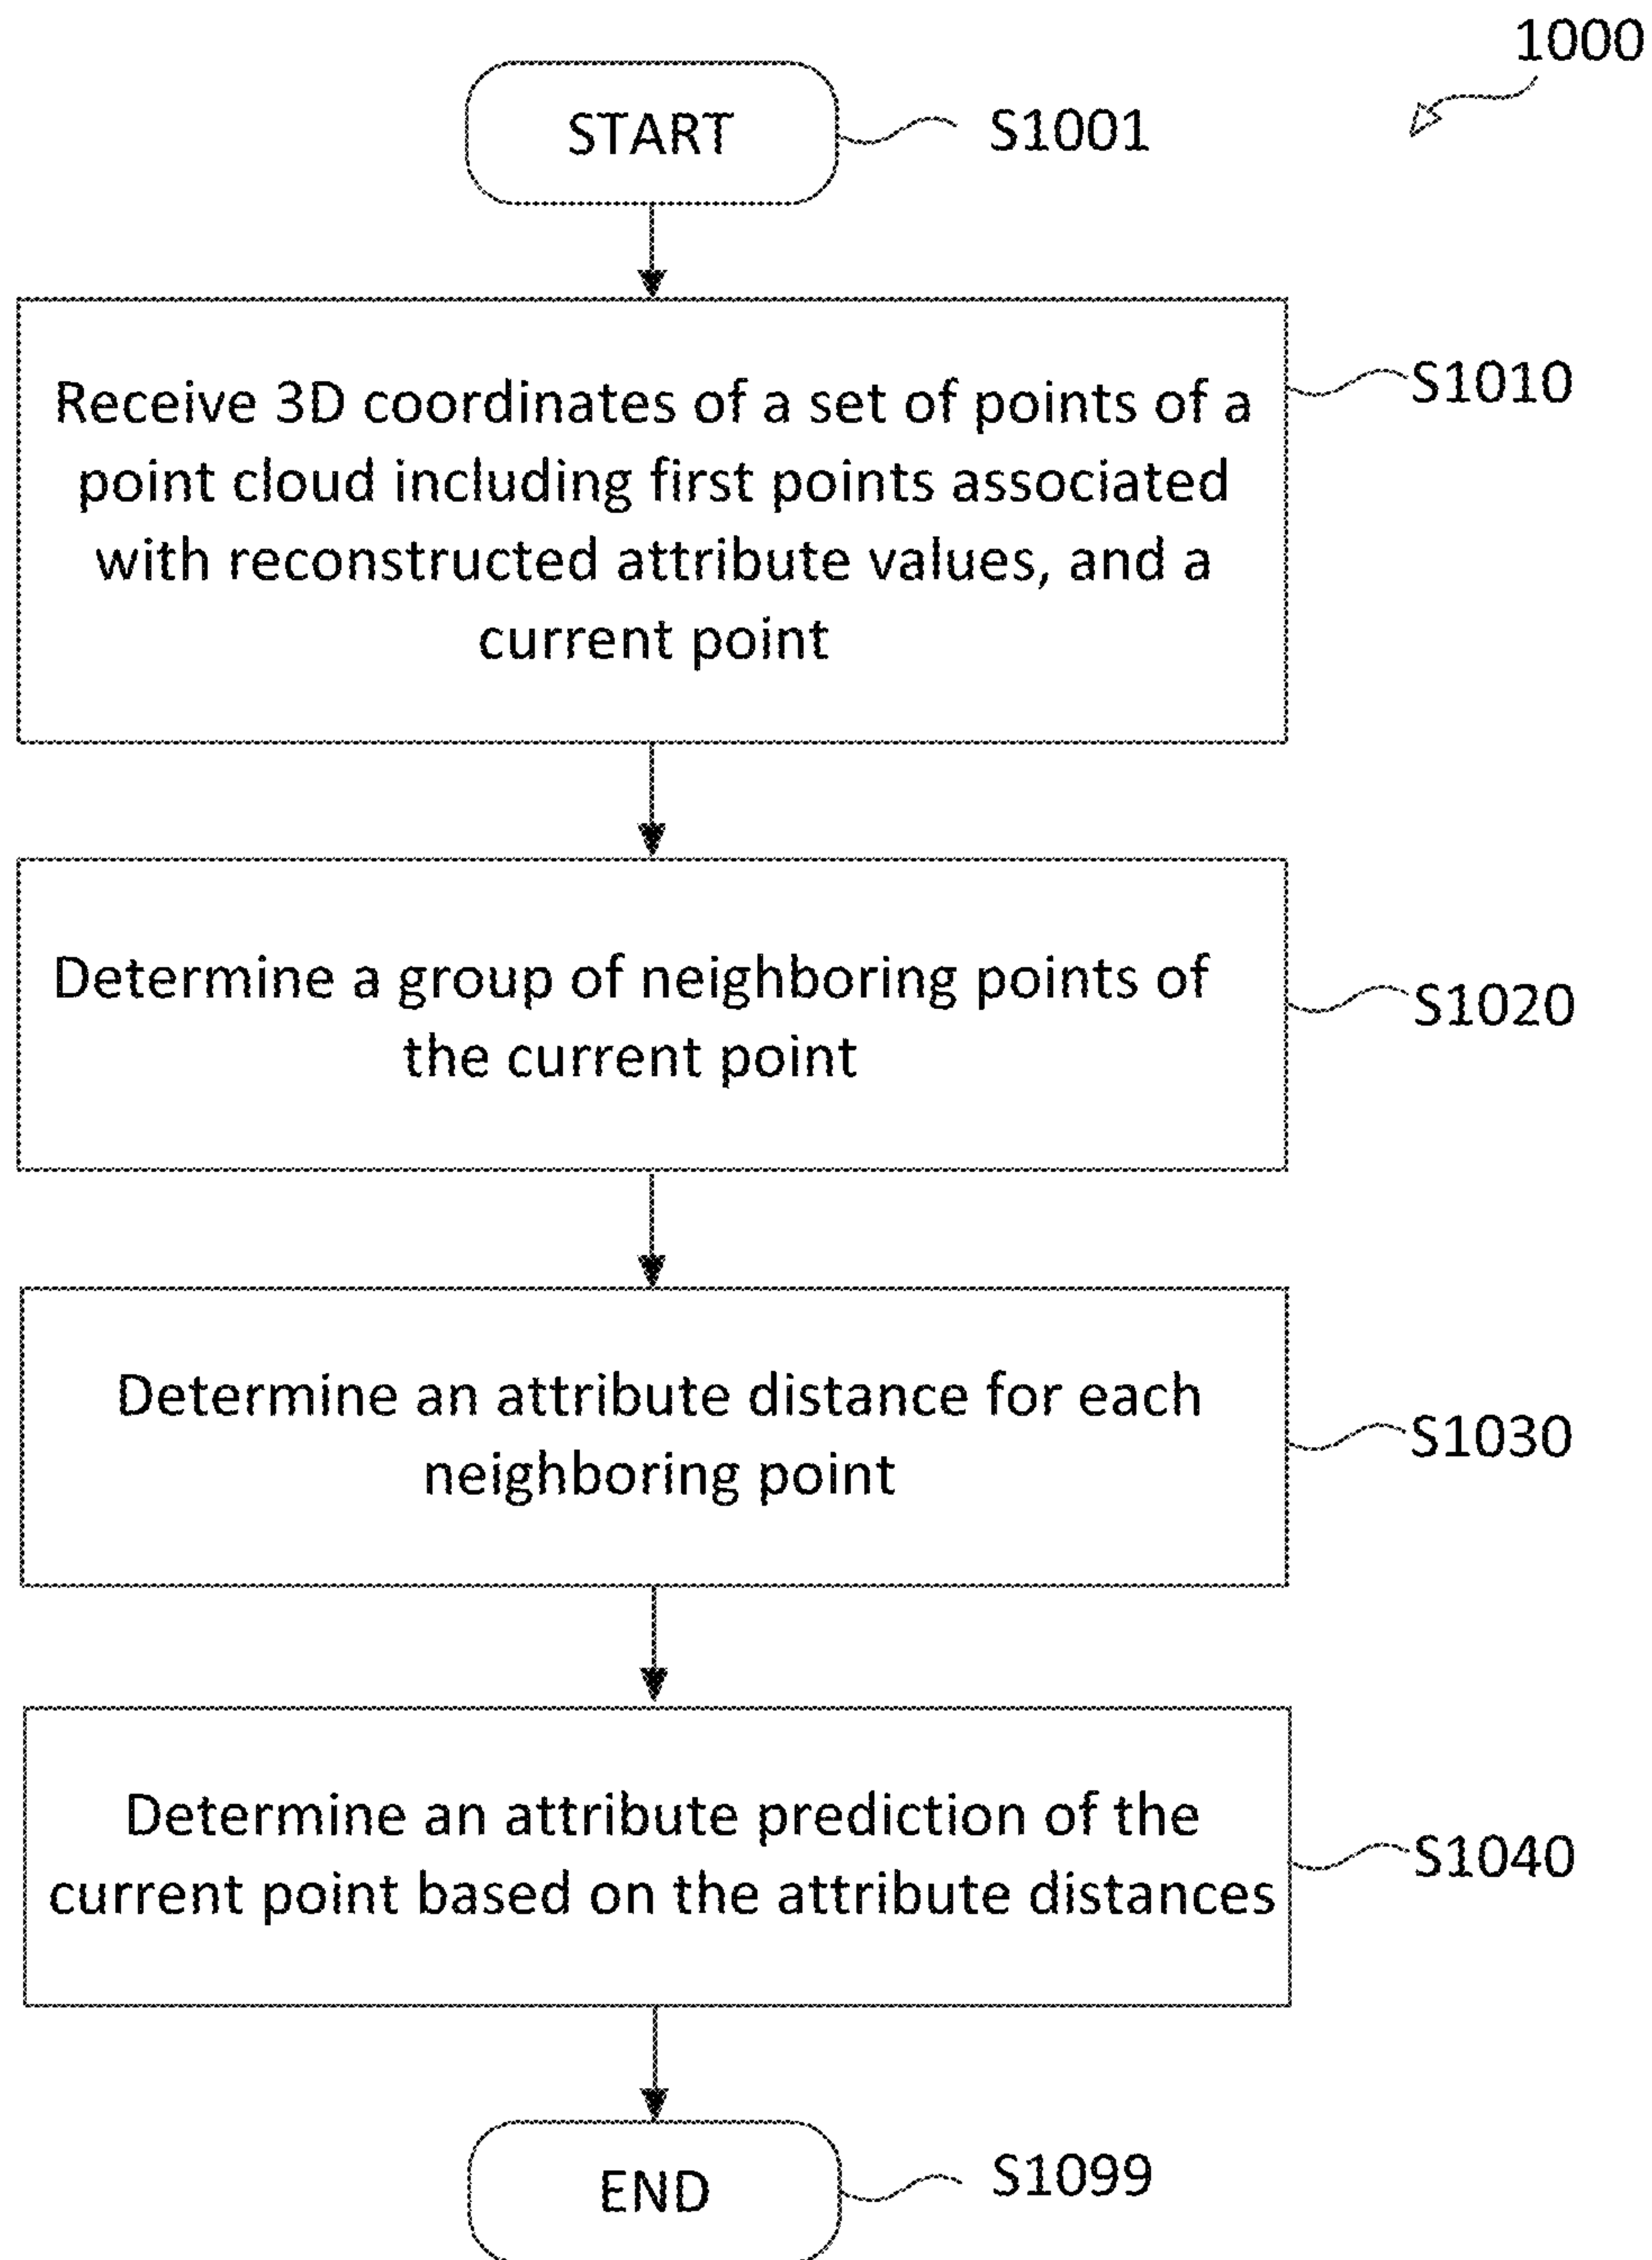 1000
START
S1001
Receive 3D coordinates of a set of points of a
point cloud including first points associated
with reconstructed attribute values, and a
current point
S1010
Determine a group of neighboring points of
the current point
S1020
Determine an attribute distance for each
neighboring point
S1030
Determine an attribute prediction of the
current point based on the attribute distances
S1040
END
S1099